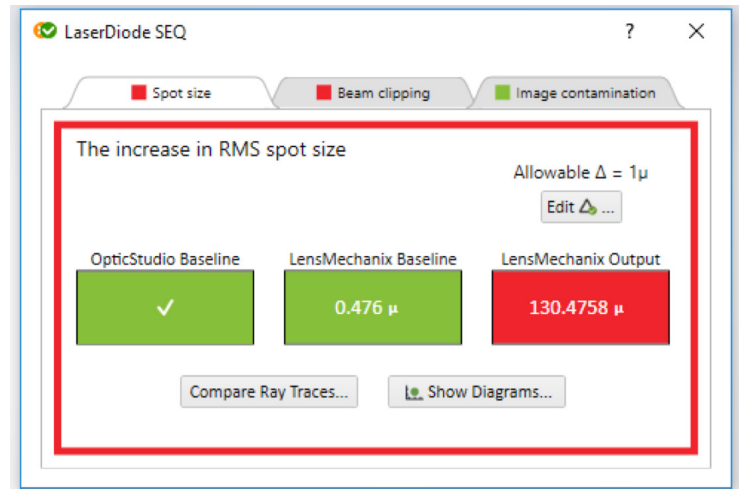 LaserDiode SEQ ?
Spot size Beam clipping Image contamination
The increase in RMS spot size
Allowable Δ = 1μ
Edit ...
OpticStudio Baseline LensMechanix Baseline LensMechanix Output
✓ 0.476 μ 130.4758 μ
Compare Ray Traces... Show Diagrams...